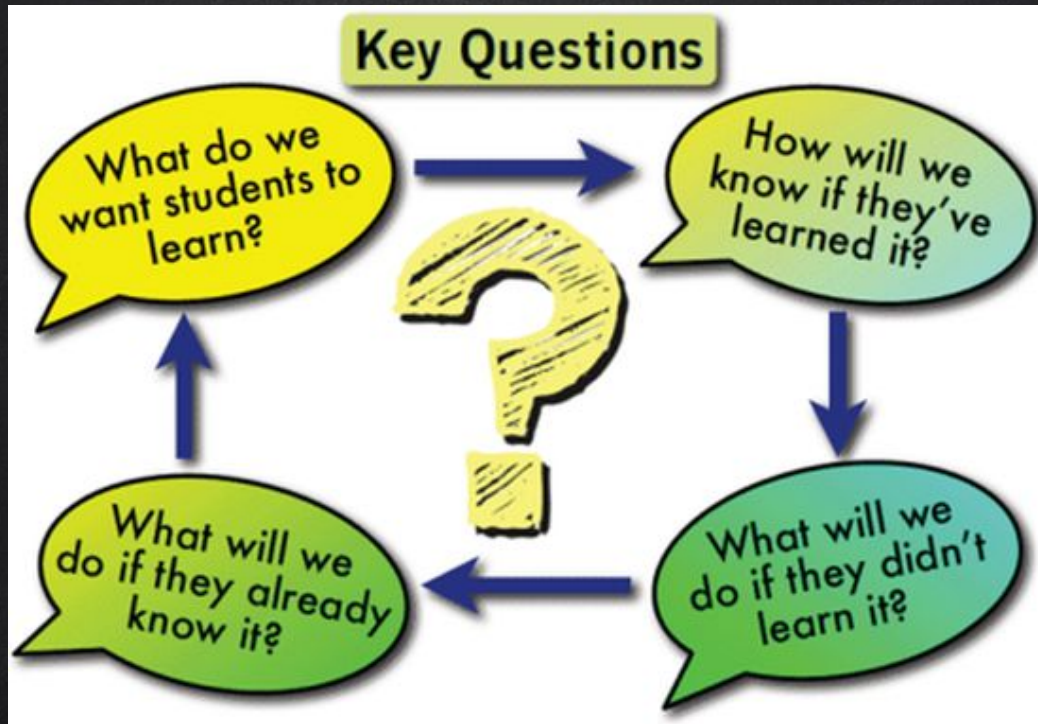 Key Questions
What do we
want students to
learn?
How will we
know if they've
learned it?
What will we
do if they didn't
learn it?
What will we
do if they already
know it?